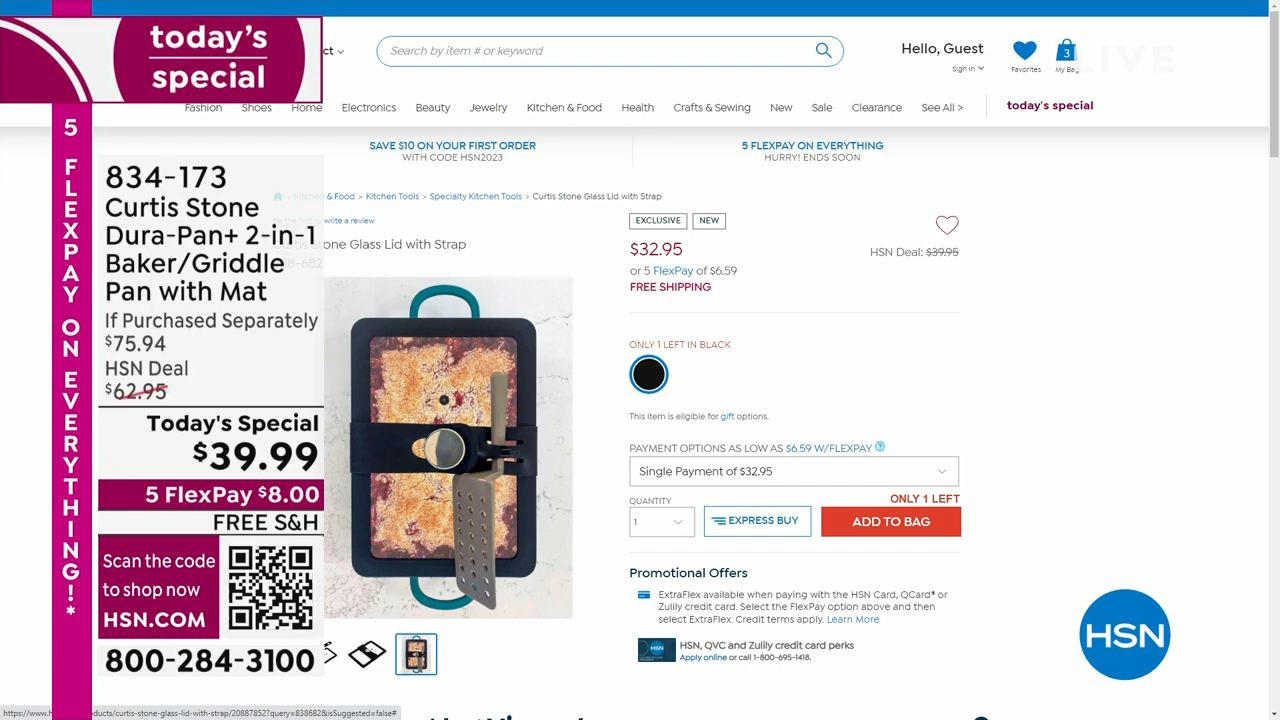 today's
special
5 FLEXPAY ON EVERYTHING!*
834-173
Curtis Stone
Dura-Pan+ 2-in-1
Baker/Griddle
Pan with Mat
If Purchased Separately
$75.94
HSN Deal
$62.95
Today's Special
$39.99
5 FlexPay $8.00
FREE S&H
Scan the code
to shop now
HSN.COM
800-284-3100
ct
Search by item # or keyword
Hello, Guest
Sign In
Favorites
3
My Bag
LIVE
Fashion Shoes Home Electronics Beauty Jewelry Kitchen & Food Health Crafts & Sewing New Sale Clearance See All > today's special
SAVE $10 ON YOUR FIRST ORDER
WITH CODE HSN2023
5 FLEXPAY ON EVERYTHING
HURRY! ENDS SOON
> Kitchen & Food > Kitchen Tools > Specialty Kitchen Tools > Curtis Stone Glass Lid with Strap
Be the first to write a review
Curtis Stone Glass Lid with Strap
EXCLUSIVE NEW
$32.95
HSN Deal: $39.95
or 5 FlexPay of $6.59
FREE SHIPPING
ONLY 1 LEFT IN BLACK
This item is eligible for gift options.
PAYMENT OPTIONS AS LOW AS $6.59 W/FLEXPAY ?
Single Payment of $32.95
QUANTITY
ONLY 1 LEFT
1
EXPRESS BUY
ADD TO BAG
Promotional Offers
ExtraFlex available when paying with the HSN Card, QCard® or
Zulily credit card. Select the FlexPay option above and then
select ExtraFlex. Credit terms apply. Learn More
HSN, QVC and Zulily credit card perks
Apply online or call 1-800-695-1418.
HSN